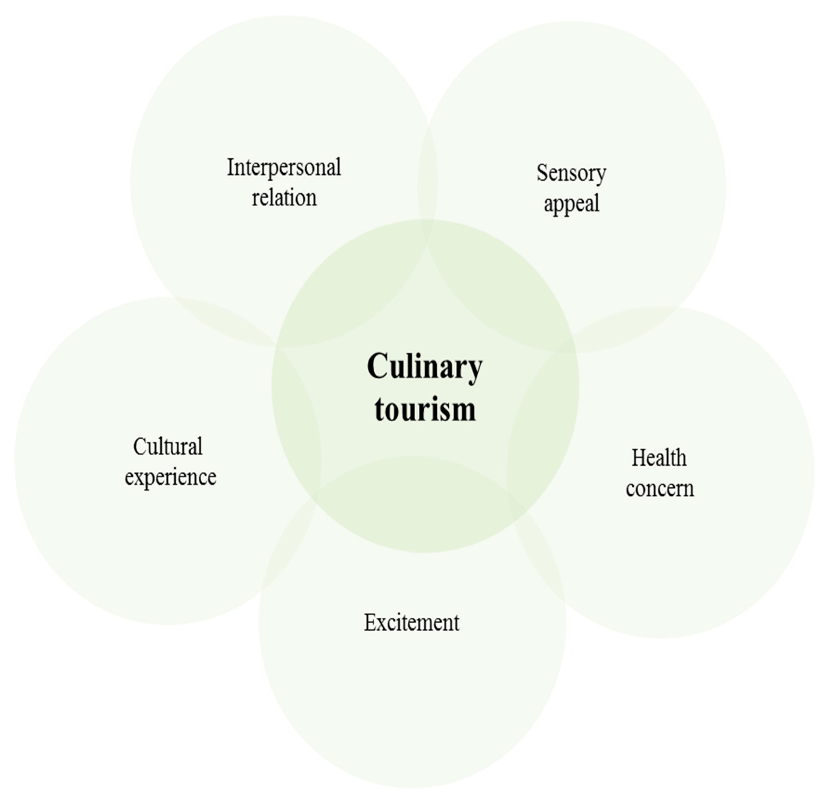 Interpersonal
relation
Sensory
appeal
Culinary
tourism
Cultural
experience
Health
concern
Excitement